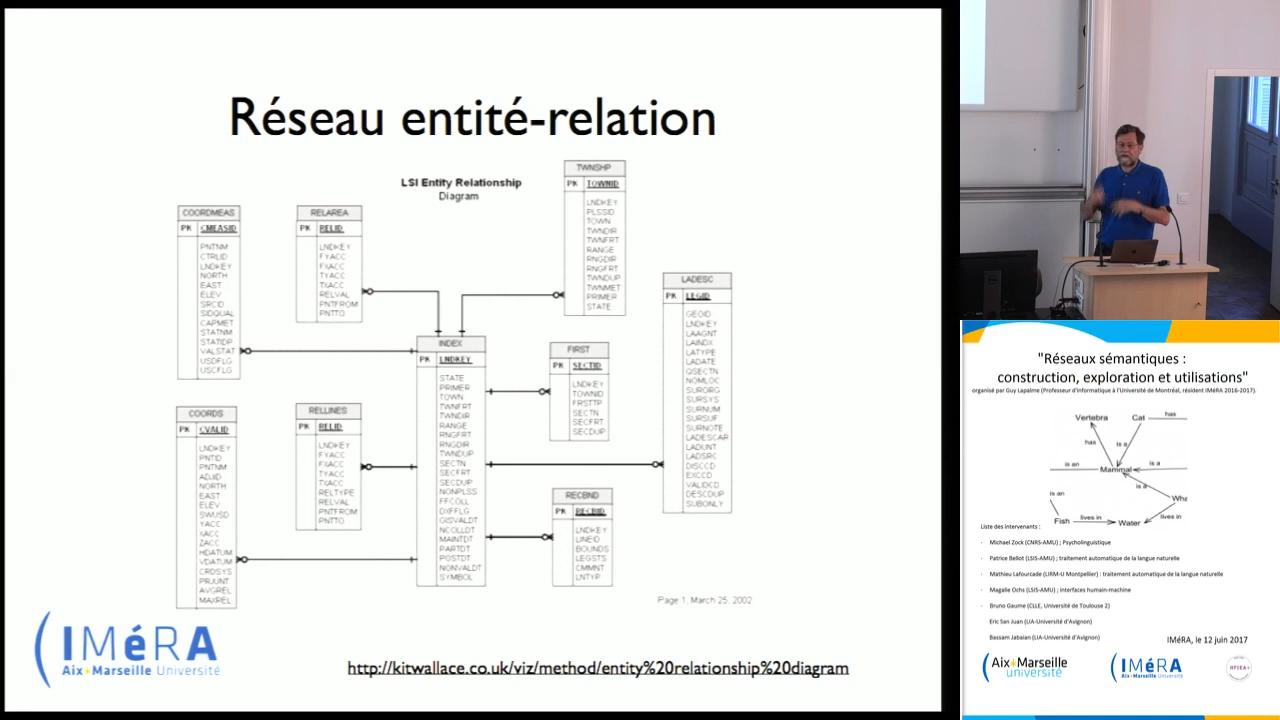 Réseau entité-relation
LSI Entity Relationship
Diagram
COORDMEAS
PK CMEASID
PNTNM
CTRLID
LNDKEY
NORTH
EAST
ELEV
SRCID
SIDQUAL
CAPMET
STATNM
STATIDP
VALSTAT
USDFLG
USCFLG
RELAREA
PK RELID
LNDKEY
FYACC
FXACC
TYACC
TXACC
RELVAL
PNTFROM
PNTTO
TWNSHP
PK TOWNID
LNDKEY
PLSSID
TOWN
TWNDIR
TWNFRT
RANGE
RNGDIR
RNGFRT
TWNDUP
TWNMET
PRIMER
STATE
LADESC
PK LEGID
GEOID
LNDKEY
LAAGNT
LAINDX
LATYPE
LADATE
QSECTN
NOMLOC
SURORG
SURSYS
SURNUM
SURSUF
SURNOTE
LADESCAR
LADUNT
LADSRC
DISCCD
EXCCD
VALIDCD
DESCDUP
SUBONLY
INDEX
PK LNDKEY
STATE
PRIMER
TOWN
TWNFRT
TWNDIR
RANGE
RNGFRT
RNGDIR
TWNDUP
SECTN
SECFRT
SECDUP
NONPLSS
FFCOLL
DXFFLG
GISVALDT
NCOLLDT
MAINTDT
PARTDT
POSTDT
NONVALDT
SYMBOL
FIRST
PK SECTID
LNDKEY
TOWNID
FRSTTP
SECTN
SECFRT
SECDUP
COORDS
PK CVALID
LNDKEY
PNTID
PNTNM
ADJID
NORTH
EAST
ELEV
SWUSD
YACC
XACC
ZACC
HDATUM
VDATUM
CRDSYS
PRJUNT
AVGREL
MAXREL
RELLINES
PK RELID
LNDKEY
FYACC
FXACC
TYACC
TXACC
RELTYPE
RELVAL
PNTFROM
PNTTO
RECBND
PK RECBID
LNDKEY
LINEID
BOUNDS
LEGSTS
CMMNT
LNTYP
Page 1, March 25, 2002
IMéRA
Aix Marseille Université
http://kitwallace.co.uk/viz/method/entity%20relationship%20diagram
"Réseaux sémantiques :
construction, exploration et utilisations"
organisé par Guy Lapalme (Professeur d'informatique à l'Université de Montréal, résident IMéRA 2016-2017).
Vertebra Cat has
has is a
is an Mammal is a
is a
is an Wha
Fish lives in Water lives in
Liste des intervenants :
- Michael Zock (CNRS-AMU) ; Psycholinguistique
- Patrice Bellot (LSIS-AMU) ; traitement automatique de la langue naturelle
- Mathieu Lafourcade (LIRM-U Montpellier) : traitement automatique de la langue naturelle
- Magalie Ochs (LSIS-AMU) ; interfaces humain-machine
- Bruno Gaume (CLLE, Université de Toulouse 2)
Eric San Juan (LIA-Université d'Avignon)
Bassam Jabaian (LIA-Université d'Avignon)
IMéRA, le 12 juin 2017
Aix Marseille
université
IMéRA
Aix Marseille Université